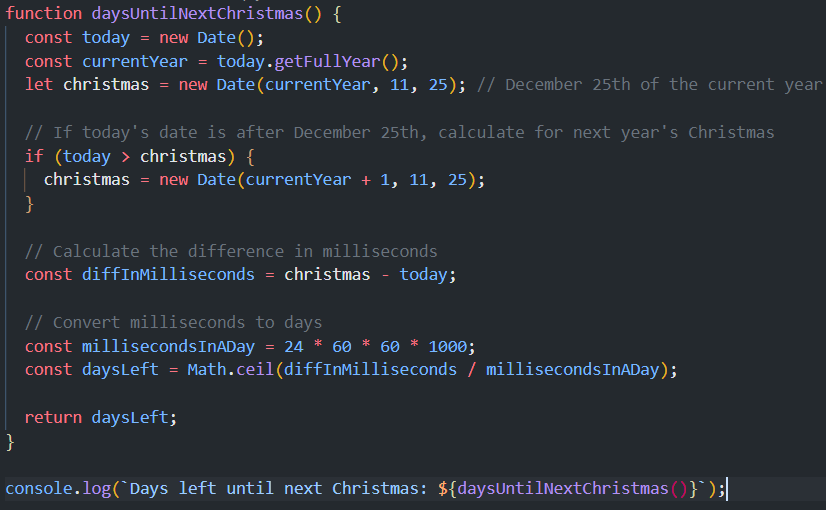 function daysUntilNextChristmas() {
  const today = new Date();
  const currentYear = today.getFullYear();
  let christmas = new Date(currentYear, 11, 25); // December 25th of the current year

  // If today's date is after December 25th, calculate for next year's Christmas
  if (today > christmas) {
    christmas = new Date(currentYear + 1, 11, 25);
  }

  // Calculate the difference in milliseconds
  const diffInMilliseconds = christmas - today;

  // Convert milliseconds to days
  const millisecondsInADay = 24 * 60 * 60 * 1000;
  const daysLeft = Math.ceil(diffInMilliseconds / millisecondsInADay);

  return daysLeft;
}

console.log(`Days left until next Christmas: ${daysUntilNextChristmas()}`);